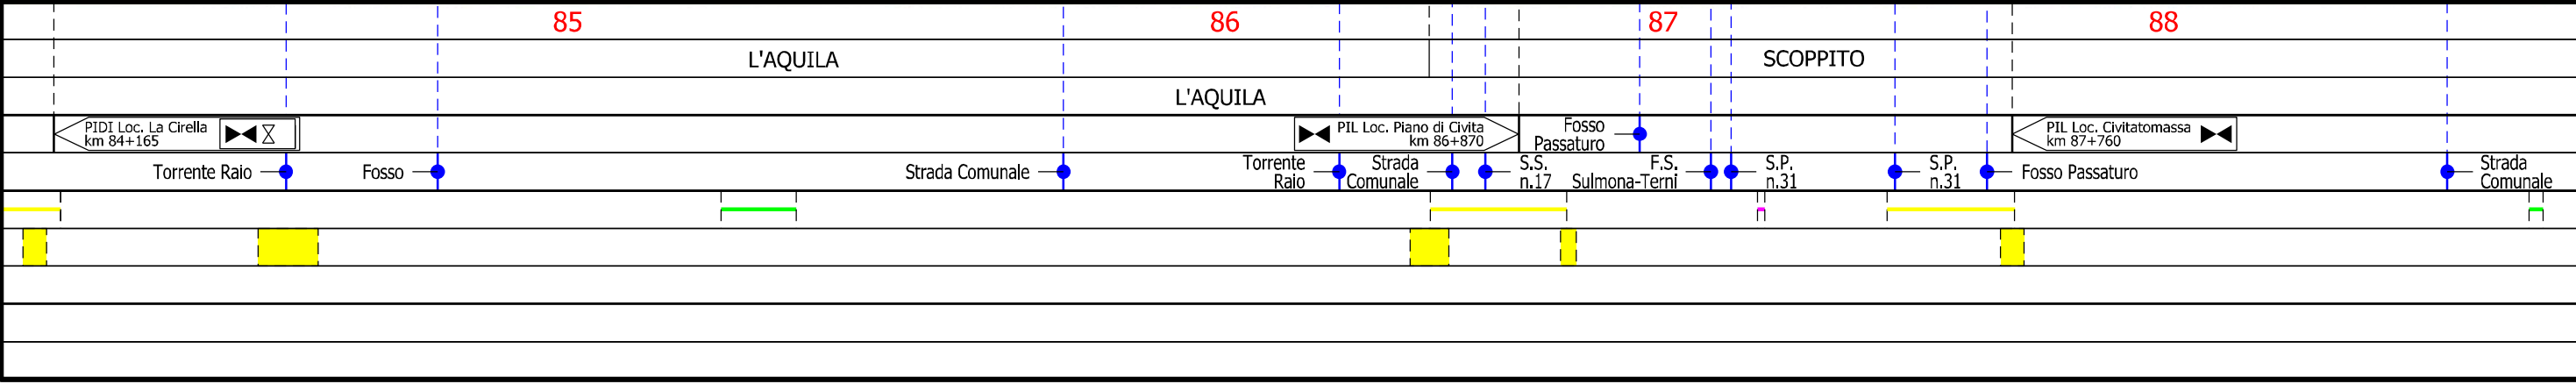 85
86
87
88
L'AQUILA
SCOPPITO
L'AQUILA
PIDI Loc. La Cirella
km 84+165
PIL Loc. Piano di Civita
km 86+870
Fosso
Passaturo
PIL Loc. Civitatomassa
km 87+760
Torrente Raio
Fosso
Strada Comunale
Torrente
Raio
Strada
Comunale
S.S.
n.17
F.S.
Sulmona-Terni
S.P.
n.31
S.P.
n.31
Fosso Passaturo
Strada
Comunale